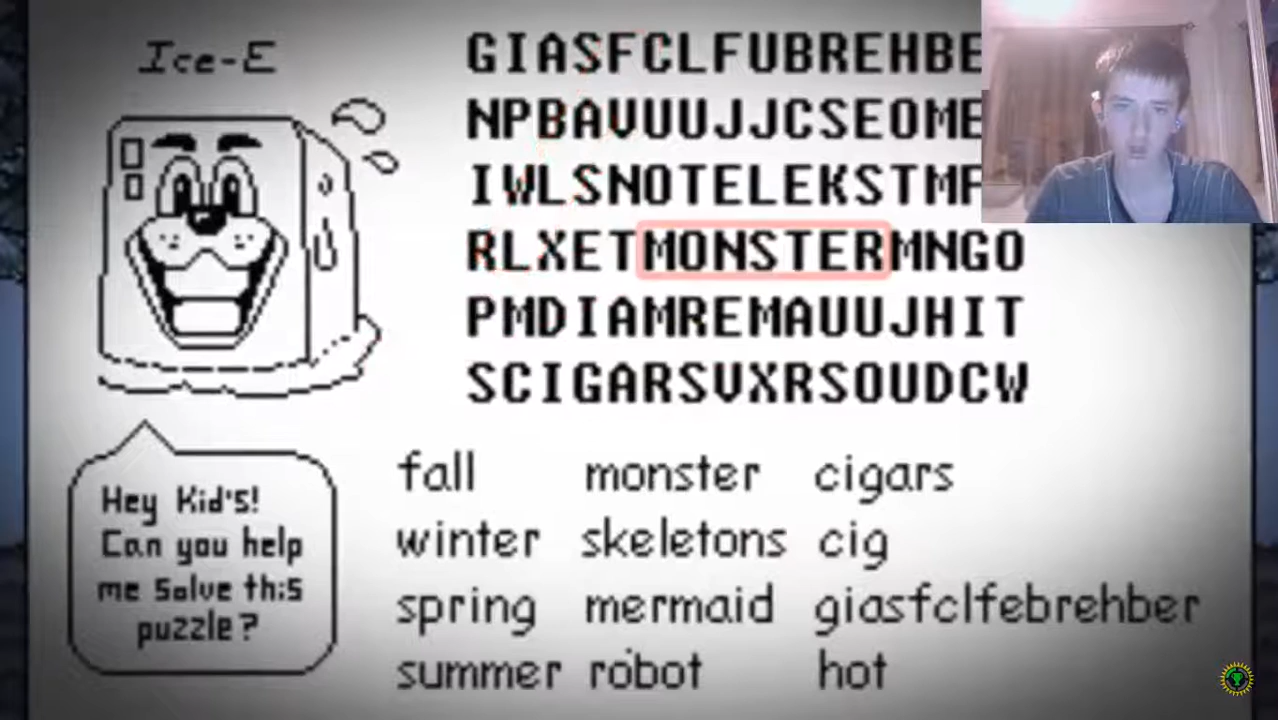 Ice-E
GIASFCLFUBREHBE
NPBAVUUJJCSEOME
IWLSNOTELEKSTMF
RLXETMONSTERMNGO
PMDIAMREMAUUJHIT
SCIGARSVXRSOUDCW
Hey Kid's!
Can you help
me solve this
puzzle?
fall monster cigars
winter skeletons cig
spring mermaid giasfclfebrehber
summer robot hot